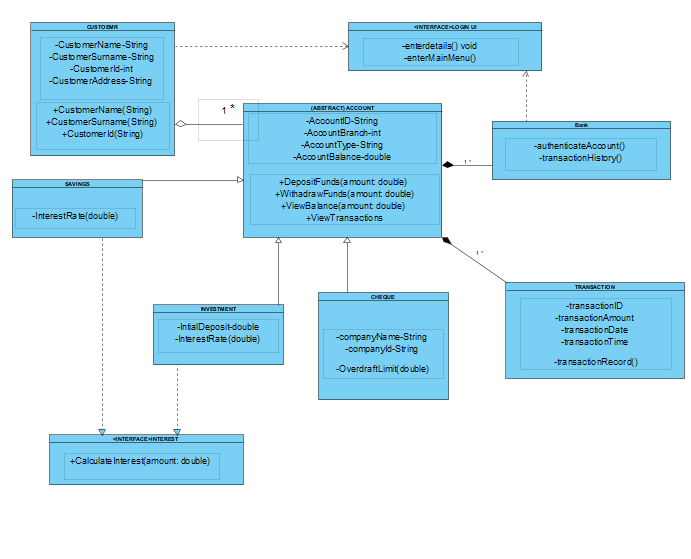 CUSTOEMR
-CustomerName-String
-CustomerSurname-String
-CustomerId-int
-CustomerAddress-String
+CustomerName(String)
+CustomerSurname(String)
+CustomerId(String)
<INTERFACE>LOGIN UI
-enterdetails() void
-enterMainMenu()
1 *
(ABSTRACT) ACCOUNT
-AccountID-String
-AccountBranch-int
-AccountType-String
-AccountBalance-double
+DepositFunds(amount: double)
+WithadrawFunds(amount: double)
+ViewBalance(amount: double)
+ViewTransactions
Bank
-authenticateAccount()
-transactionHistory()
1 *
SAVINGS
-InterestRate(double)
1 *
INVESTMENT
-IntialDeposit-double
-InterestRate(double)
CHEQUE
-companyName-String
-companyId-String
-OverdraftLimit(double)
TRANSACTION
-transactionID
-transactionAmount
-transactionDate
-transactionTime
-transactionRecord()
<INTERFACE>INTEREST
+CalculateInterest(amount: double)